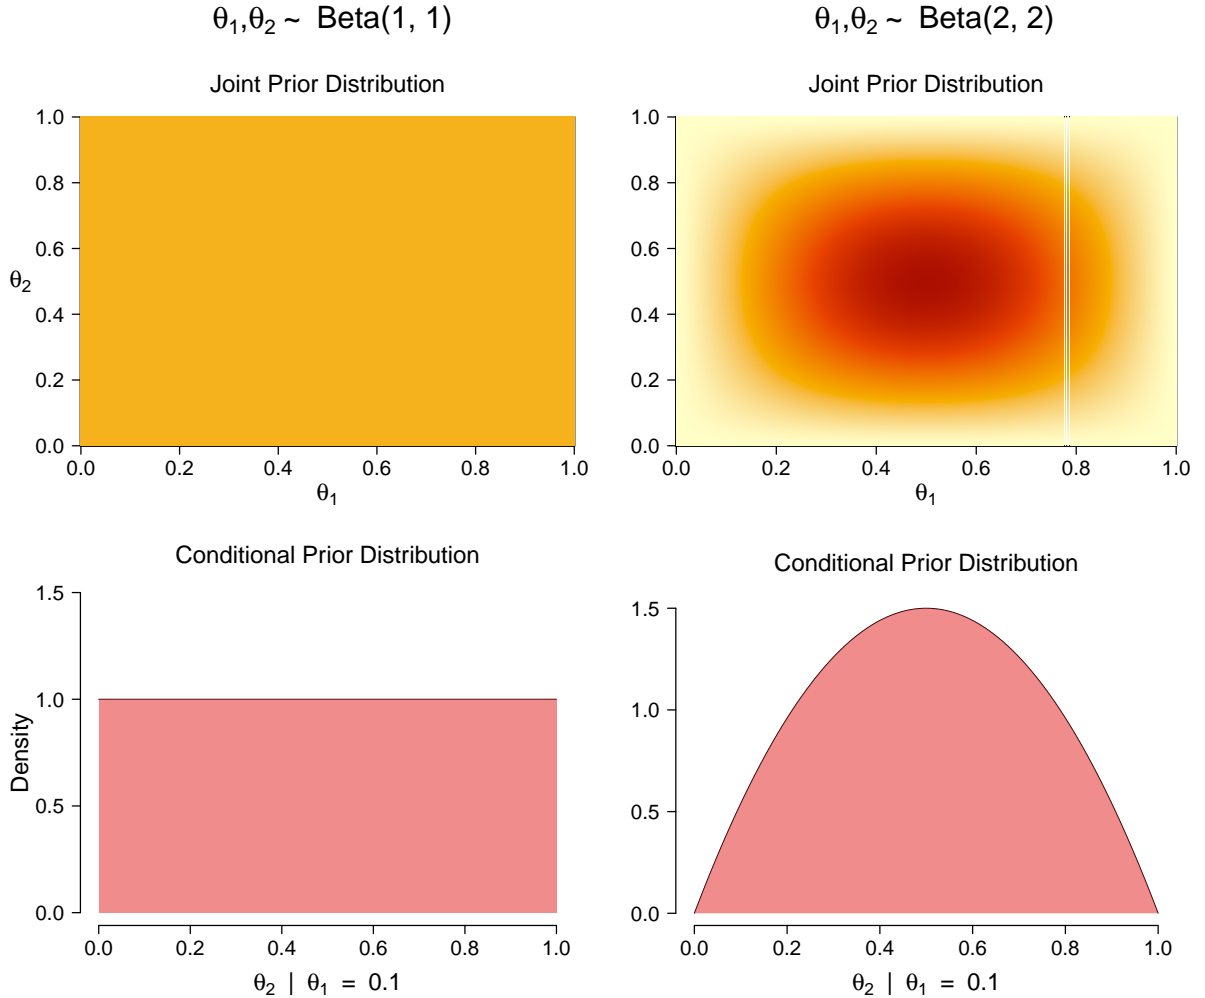 θ1,θ2 ~ Beta(1, 1)
θ1,θ2 ~ Beta(2, 2)
Joint Prior Distribution
1.0
0.8
0.6
0.4
0.2
0.0
θ2
0.0 0.2 0.4 0.6 0.8 1.0
θ1
Joint Prior Distribution
1.0
0.8
0.6
0.4
0.2
0.0
0.0 0.2 0.4 0.6 0.8 1.0
θ1
Conditional Prior Distribution
1.5
1.0
0.5
0.0
Density
0.0 0.2 0.4 0.6 0.8 1.0
θ2 | θ1 = 0.1
Conditional Prior Distribution
1.5
1.0
0.5
0.0
0.0 0.2 0.4 0.6 0.8 1.0
θ2 | θ1 = 0.1